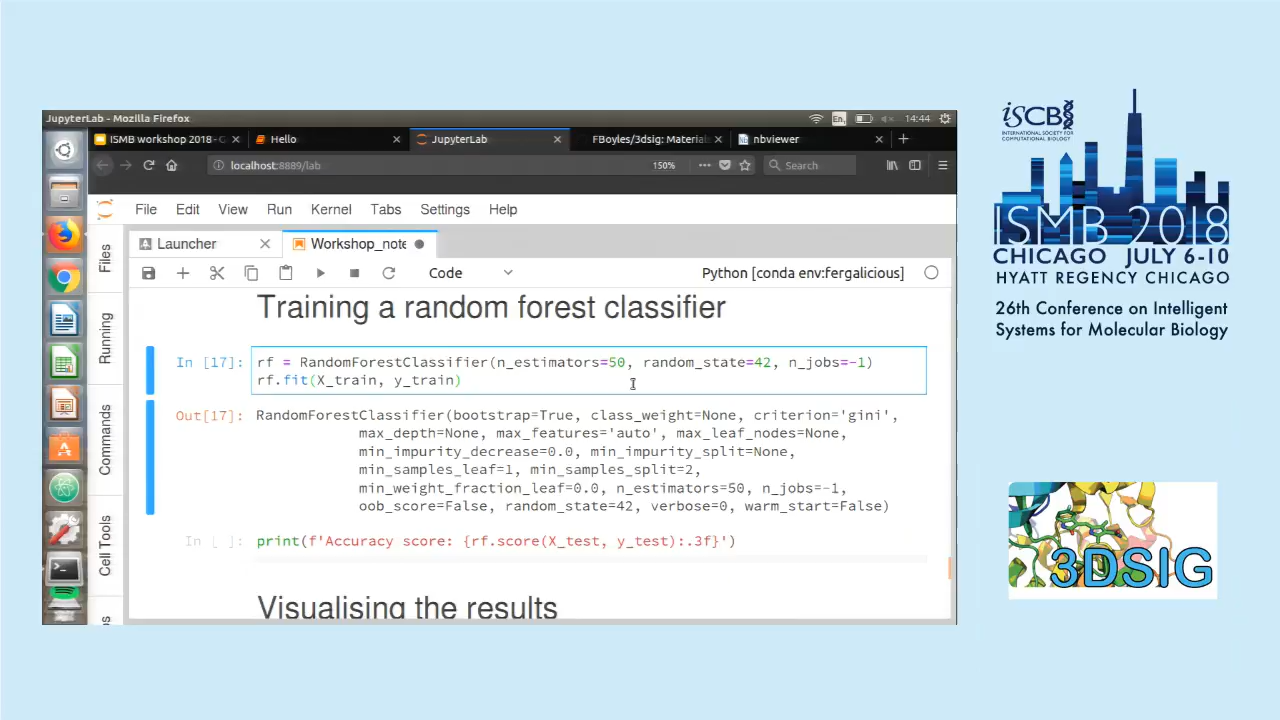 JupyterLab - Mozilla Firefox
En
14:44
ISMB workshop 2018 - G
Hello
JupyterLab
FBoyles/3dsig: Material
nbviewer
localhost:8889/lab
150%
Search
File Edit View Run Kernel Tabs Settings Help
Launcher
Workshop_note
Code
Python [conda env:fergalicious]
Files
Running
Commands
Cell Tools
Training a random forest classifier
In [17]: rf = RandomForestClassifier(n_estimators=50, random_state=42, n_jobs=-1)
rf.fit(X_train, y_train)
Out[17]: RandomForestClassifier(bootstrap=True, class_weight=None, criterion='gini',
max_depth=None, max_features='auto', max_leaf_nodes=None,
min_impurity_decrease=0.0, min_impurity_split=None,
min_samples_leaf=1, min_samples_split=2,
min_weight_fraction_leaf=0.0, n_estimators=50, n_jobs=-1,
oob_score=False, random_state=42, verbose=0, warm_start=False)
In [ ]: print(f'Accuracy score: {rf.score(X_test, y_test):.3f}')
Visualising the results
iSCB
INTERNATIONAL SOCIETY FOR
COMPUTATIONAL BIOLOGY
ISMB 2018
CHICAGO JULY 6-10
HYATT REGENCY CHICAGO
26th Conference on Intelligent
Systems for Molecular Biology
3DSIG